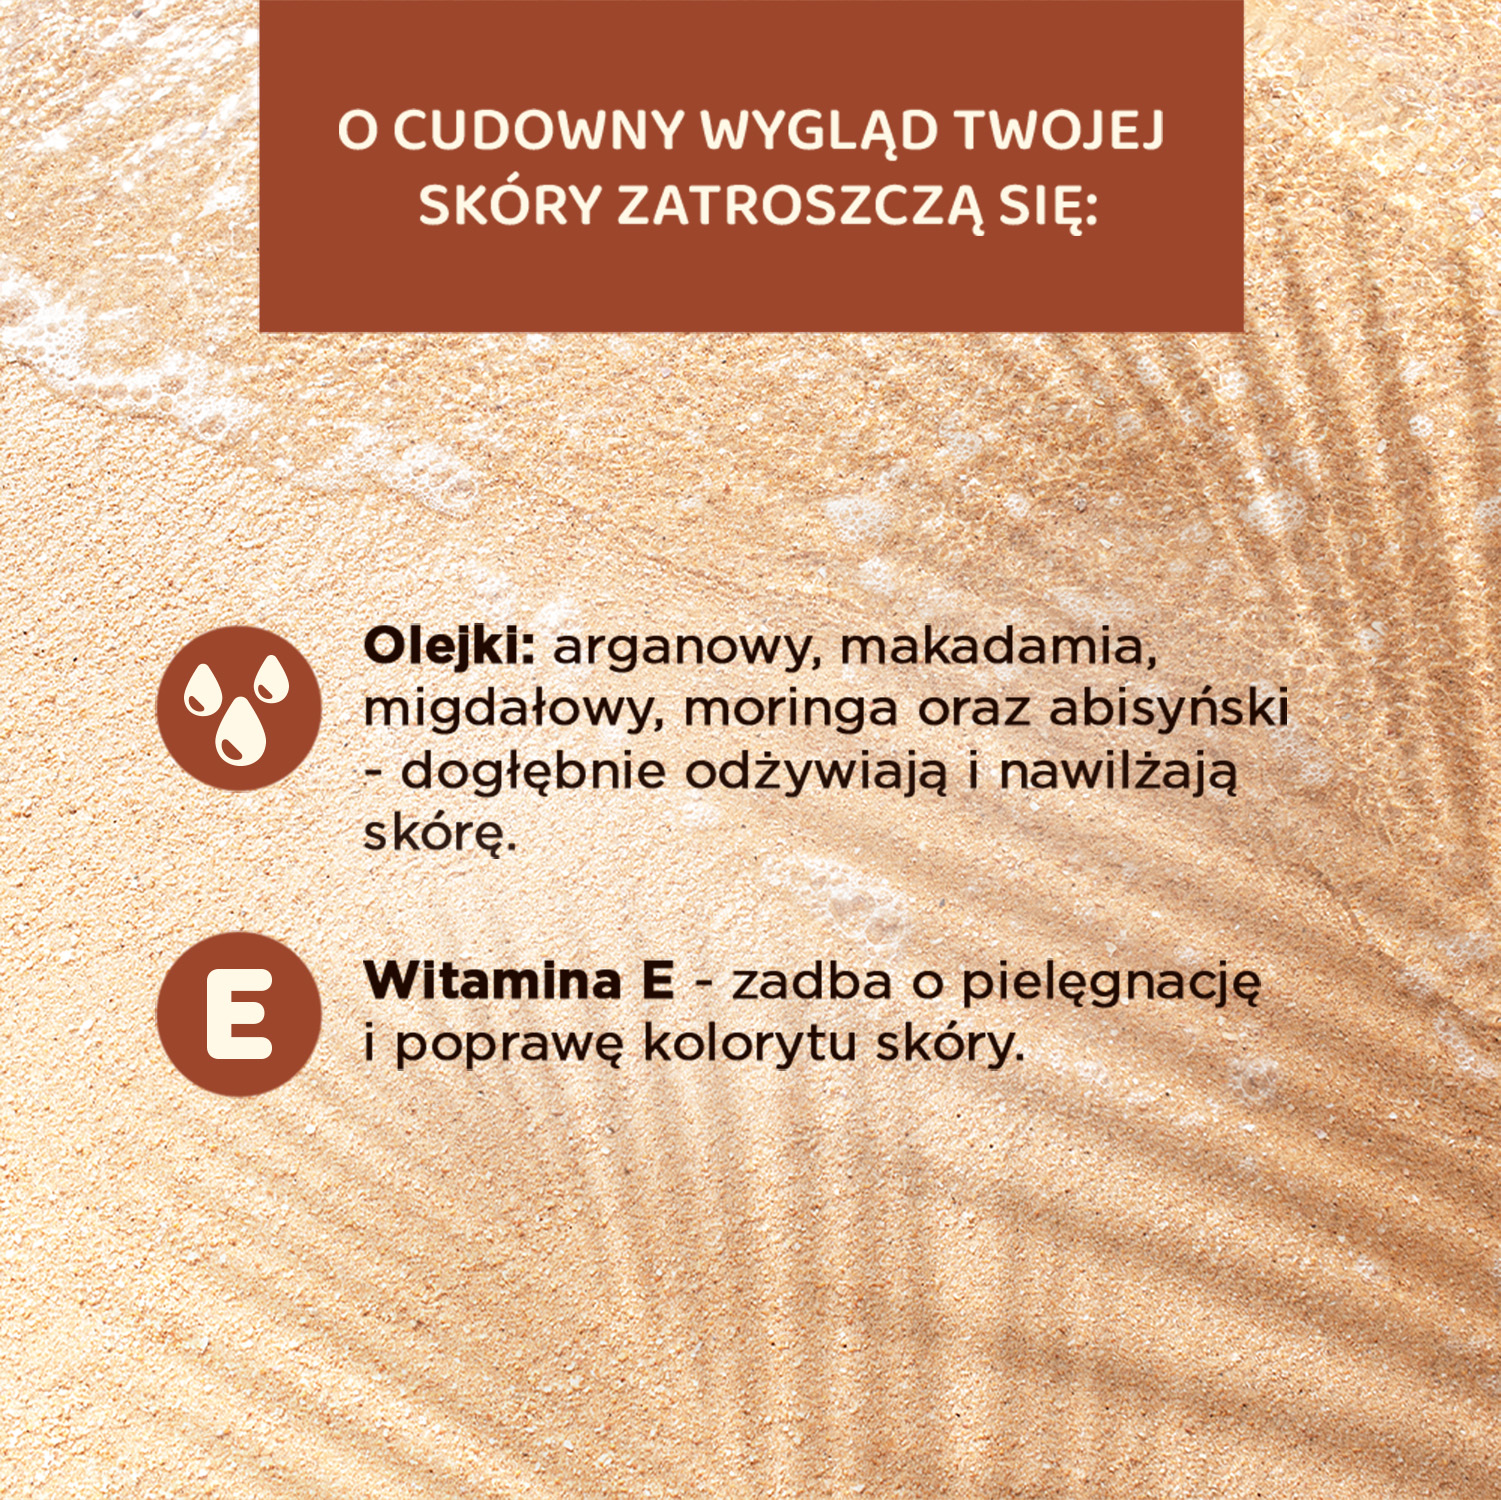 O CUDOWNY WYGLĄD TWOJEJ
SKÓRY ZATROSZCZĄ SIĘ:
Olejki: arganowy, makadamia,
migdałowy, moringa oraz abisyński
- dogłębnie odżywiają i nawilżają
skórę.
E
Witamina E - zadba o pielęgnację
i poprawę kolorytu skóry.